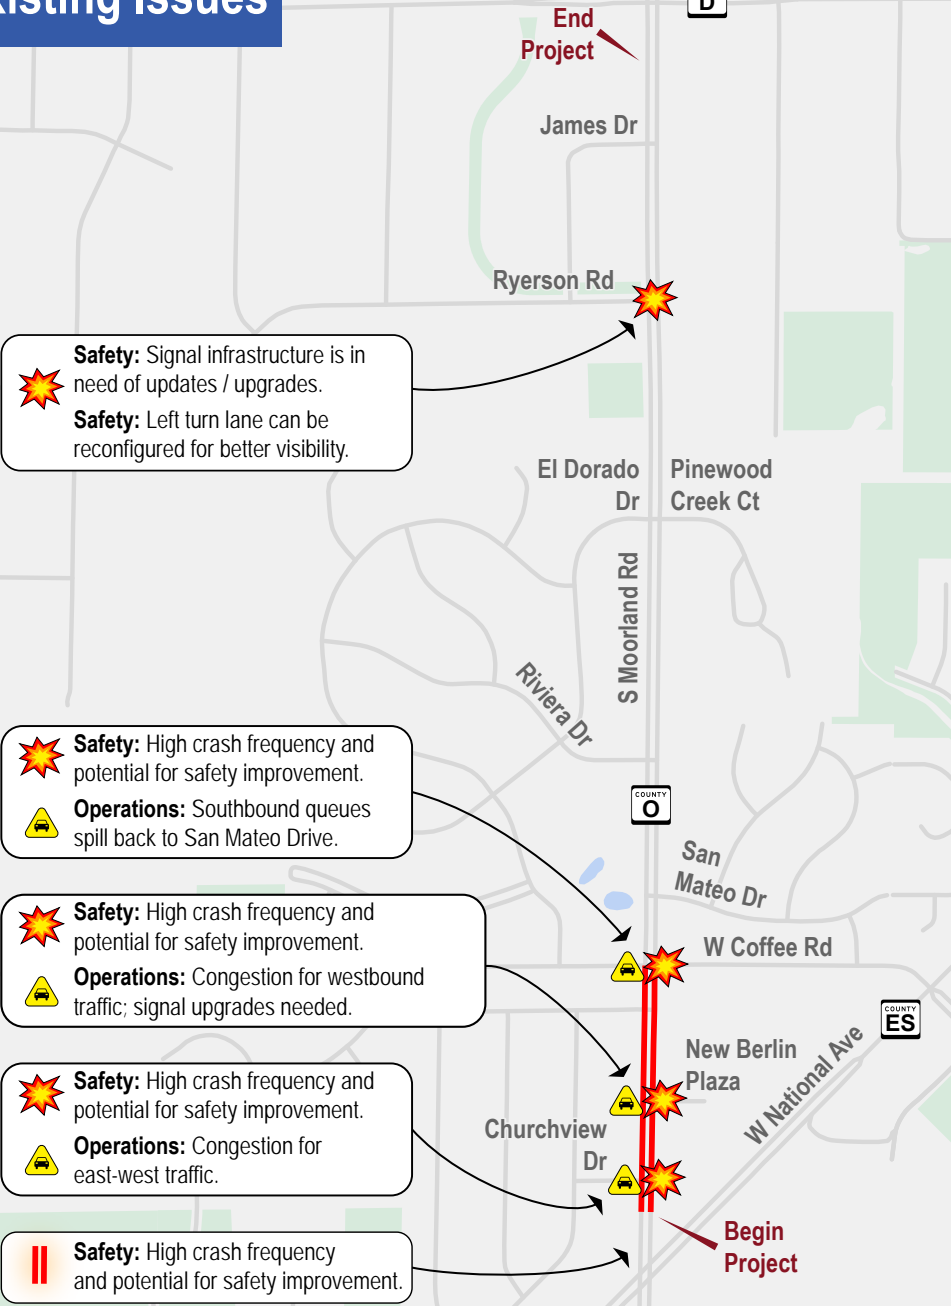 isting Issues
D
End
Project
James Dr
Ryerson Rd
Safety: Signal infrastructure is in
need of updates / upgrades.
Safety: Left turn lane can be
reconfigured for better visibility.
El Dorado
Dr
Pinewood
Creek Ct
S Moorland Rd
Riviera Dr
Safety: High crash frequency and
potential for safety improvement.
Operations: Southbound queues
spill back to San Mateo Drive.
COUNTY
O
San
Mateo Dr
Safety: High crash frequency and
potential for safety improvement.
Operations: Congestion for westbound
traffic; signal upgrades needed.
W Coffee Rd
COUNTY
ES
New Berlin
Plaza
W National Ave
Safety: High crash frequency and
potential for safety improvement.
Operations: Congestion for
east-west traffic.
Churchview
Dr
Safety: High crash frequency
and potential for safety improvement.
Begin
Project